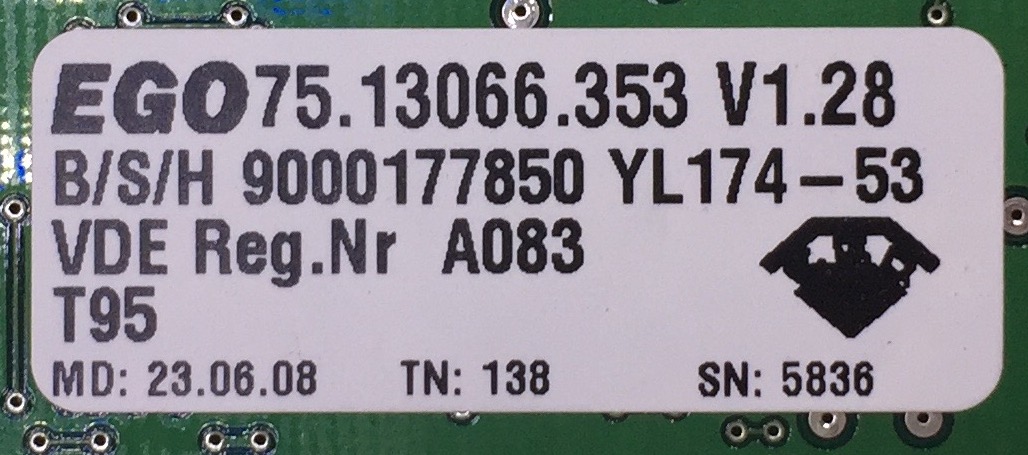 EGO 75.13066.353 V1.28
B/S/H 9000177850 YL174-53
VDE Reg.Nr A083
T95
MD: 23.06.08 TN: 138 SN: 5836